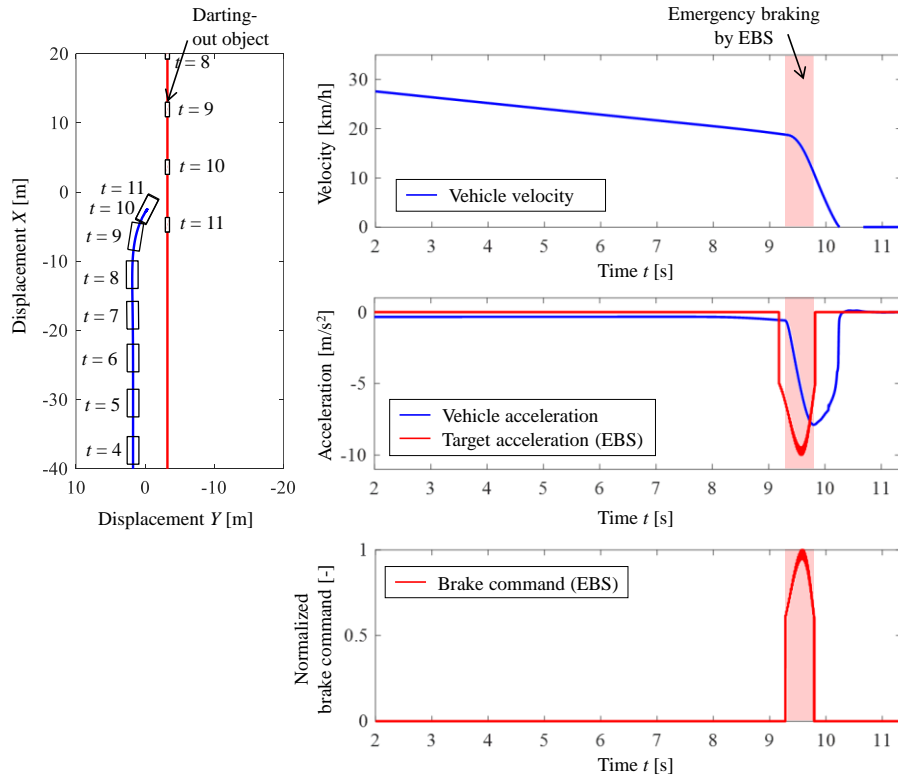 Darting-
out object
20
10
0
-10
-20
-30
-40
10
0
-10
-20
Displacement X [m]
Displacement Y [m]
t = 8
t = 9
t = 10
t = 11
t = 11
t = 10
t = 9
t = 8
t = 7
t = 6
t = 5
t = 4
Emergency braking
by EBS
Velocity [km/h]
30
20
10
0
Vehicle velocity
2 3 4 5 6 7 8 9 10 11
Time t [s]
Acceleration [m/s²]
0
-5
-10
Vehicle acceleration
Target acceleration (EBS)
2 3 4 5 6 7 8 9 10 11
Time t [s]
Normalized
brake command [-]
1
0.5
0
Brake command (EBS)
2 3 4 5 6 7 8 9 10 11
Time t [s]